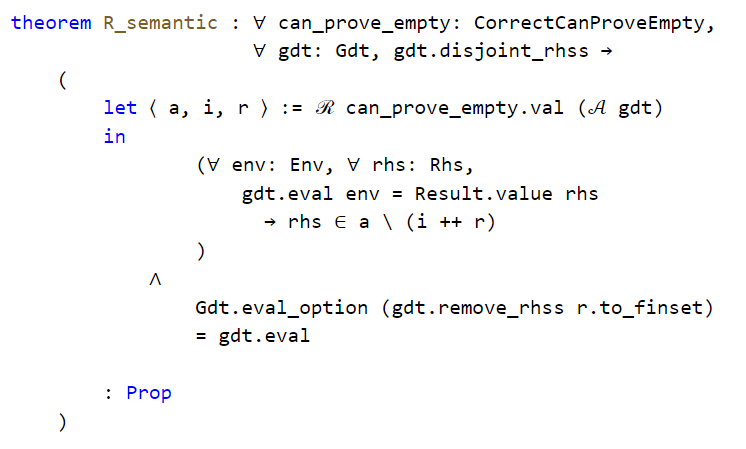 theorem R_semantic : ∀ can_prove_empty: CorrectCanProveEmpty,
∀ gdt: Gdt, gdt.disjoint_rhss →
(
let ⟨ a, i, r ⟩ := ℛ can_prove_empty.val (𝒜 gdt)
in
(∀ env: Env, ∀ rhs: Rhs,
gdt.eval env = Result.value rhs
→ rhs ∈ a \ (i ++ r)
)
∧
Gdt.eval_option (gdt.remove_rhss r.to_finset)
= gdt.eval
: Prop
)